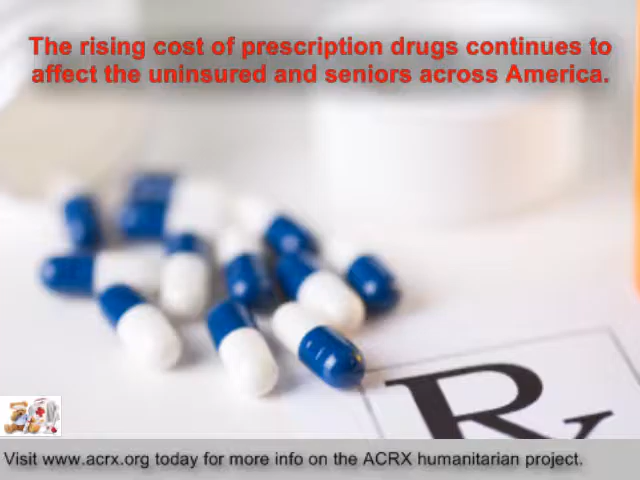 The rising cost of prescription drugs continues to
affect the uninsured and seniors across America.
Rx
Visit www.acrx.org today for more info on the ACRX humanitarian project.